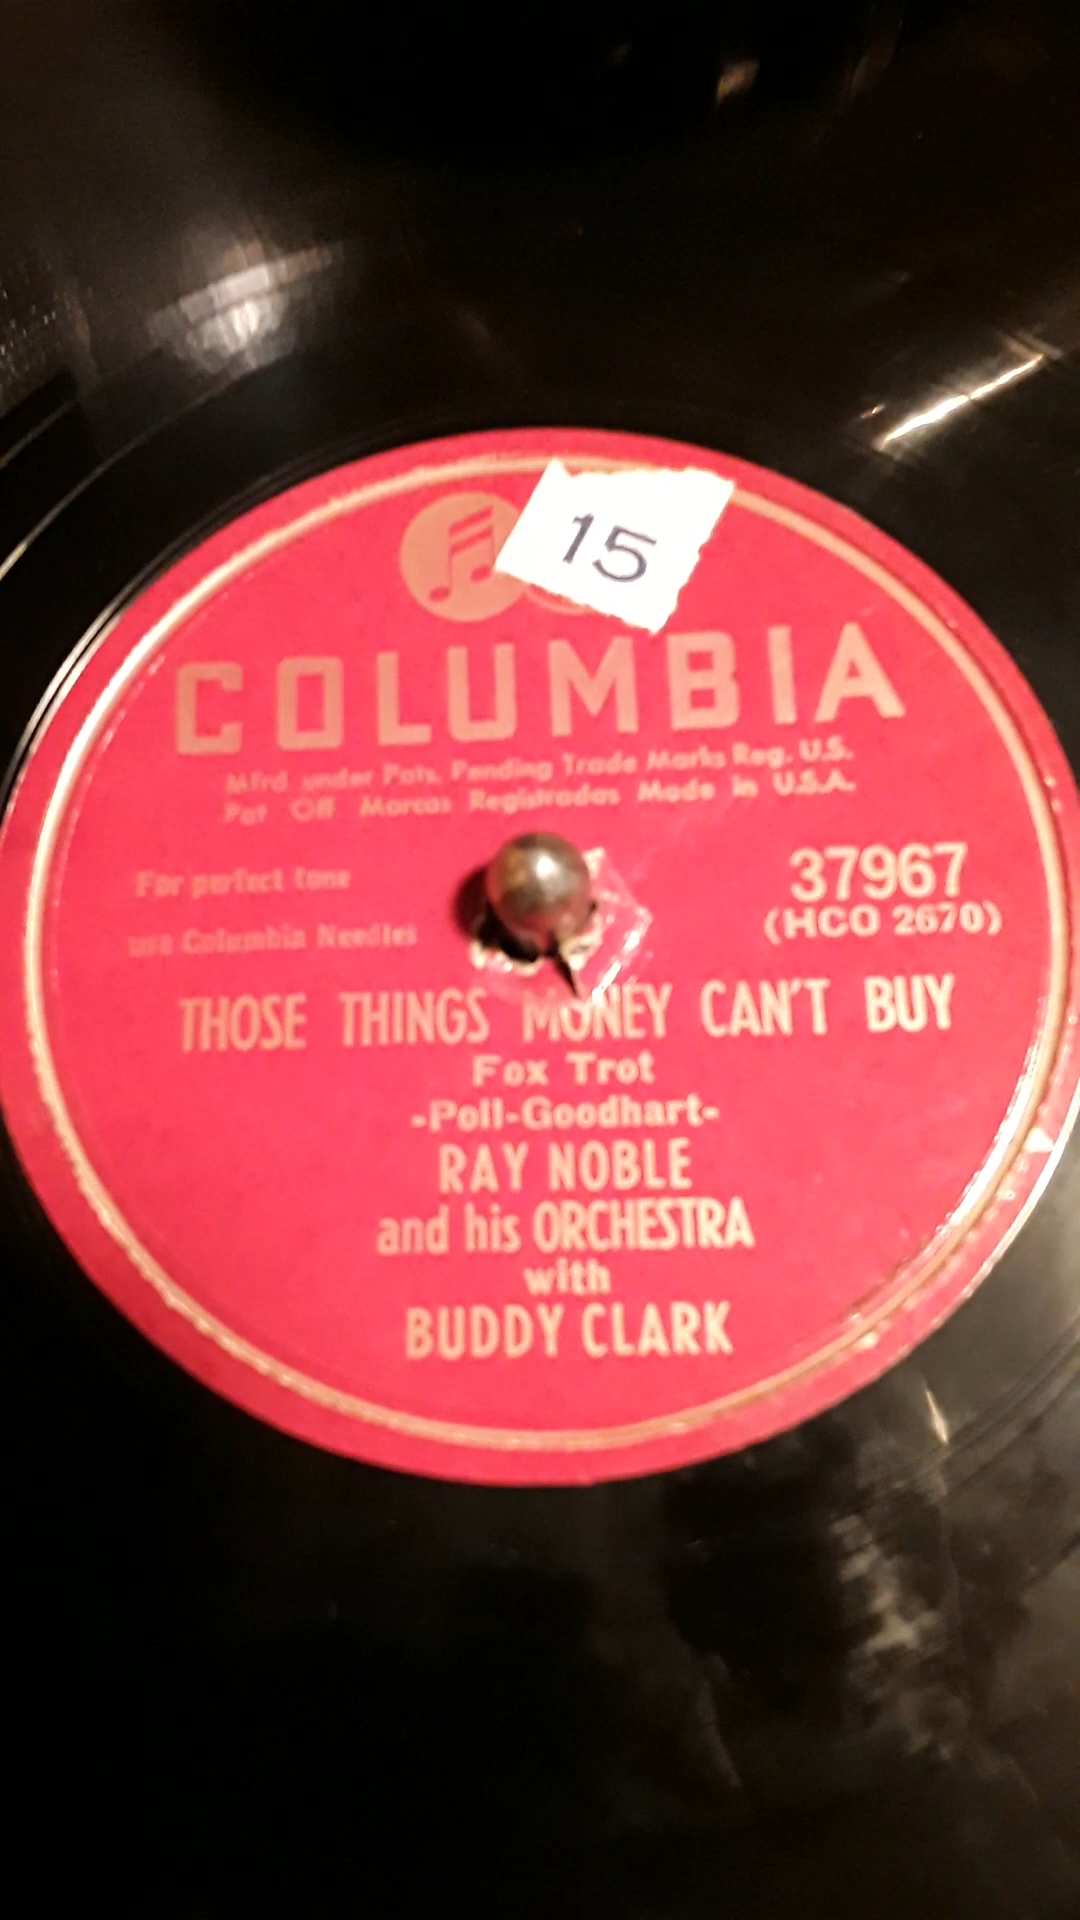 15
COLUMBIA
Mfrd under Pats. Pending Trade Marks Reg. U.S.
Pat Off Marcas Registradas Made in U.S.A.
For perfect tone
use Columbia Needles
37967
(HCO 2670)
THOSE THINGS MONEY CAN'T BUY
Fox Trot
-Poll-Goodhart-
RAY NOBLE
and his ORCHESTRA
with
BUDDY CLARK